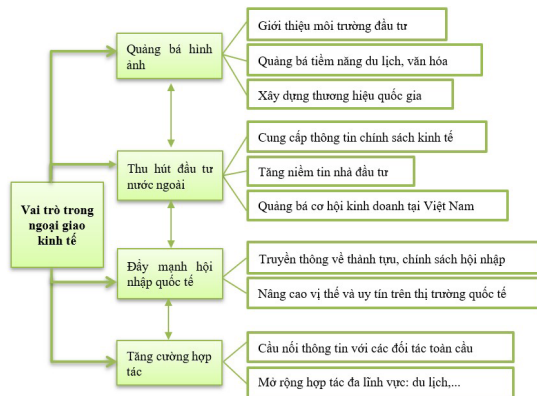 Vai trò trong
ngoại giao
kinh tế
Quảng bá hình
ảnh
Giới thiệu môi trường đầu tư
Quảng bá tiềm năng du lịch, văn hóa
Xây dựng thương hiệu quốc gia
Thu hút đầu tư
nước ngoài
Cung cấp thông tin chính sách kinh tế
Tăng niềm tin nhà đầu tư
Quảng bá cơ hội kinh doanh tại Việt Nam
Đẩy mạnh hội
nhập quốc tế
Truyền thông về thành tựu, chính sách hội nhập
Nâng cao vị thế và uy tín trên thị trường quốc tế
Tăng cường hợp
tác
Cầu nối thông tin với các đối tác toàn cầu
Mở rộng hợp tác đa lĩnh vực: du lịch,...